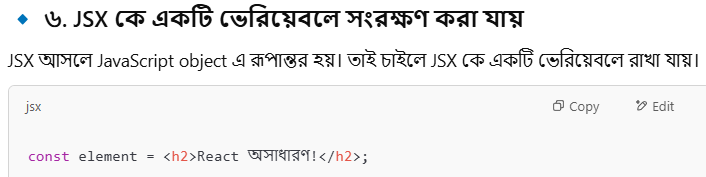 ৬. JSX কে একটি ভেরিয়েবলে সংরক্ষণ করা যায়
JSX আসলে JavaScript object এ রূপান্তর হয়। তাই চাইলে JSX কে একটি ভেরিয়েবলে রাখা যায়।
jsx Copy Edit
const element = <h2>React অসাধারণ!</h2>;